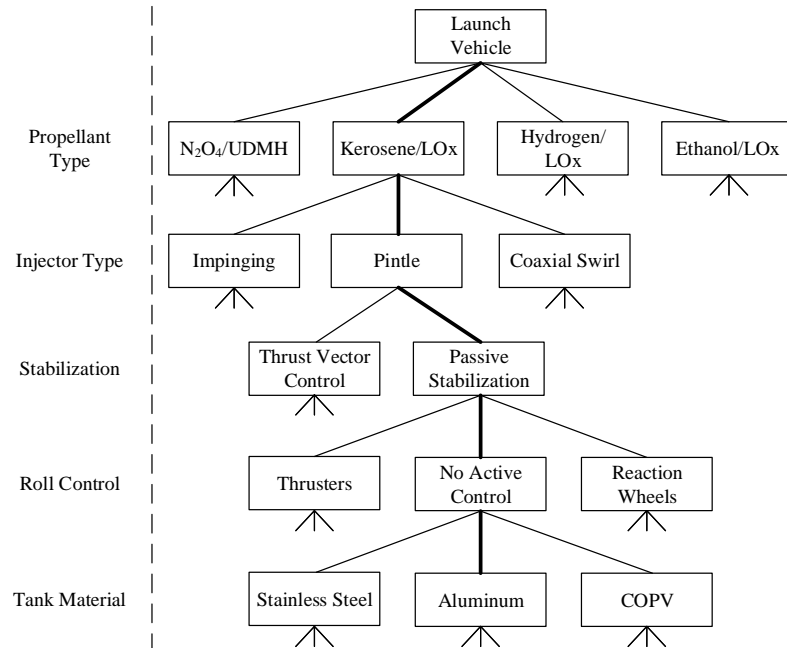 Launch
Vehicle
Propellant
Type
N₂O₄/UDMH
Kerosene/LOx
Hydrogen/
LOx
Ethanol/LOx
Injector Type
Impinging
Pintle
Coaxial Swirl
Stabilization
Thrust Vector
Control
Passive
Stabilization
Roll Control
Thrusters
No Active
Control
Reaction
Wheels
Tank Material
Stainless Steel
Aluminum
COPV